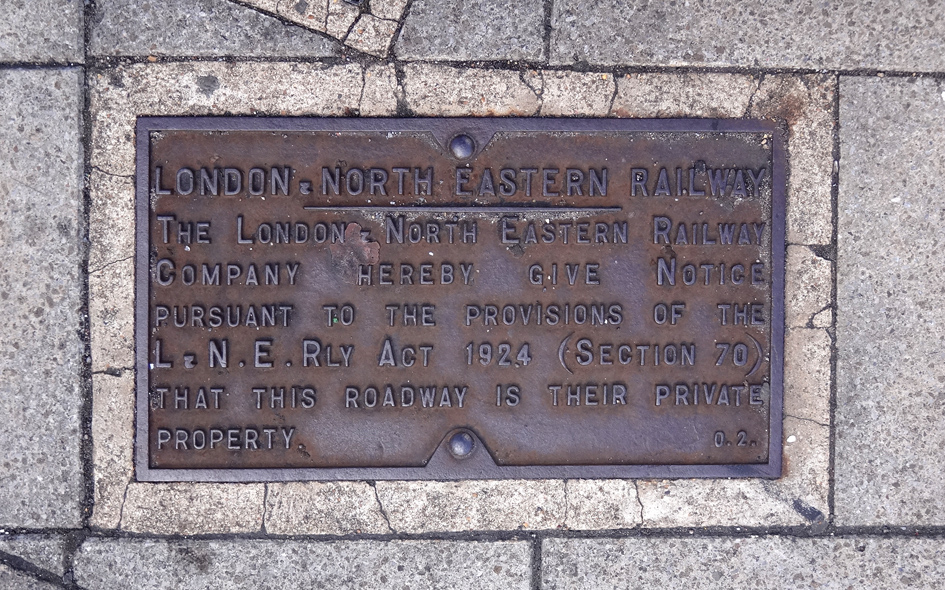 LONDON & NORTH EASTERN RAILWAY
THE LONDON & NORTH EASTERN RAILWAY
COMPANY HEREBY GIVE NOTICE
PURSUANT TO THE PROVISIONS OF THE
L & N.E.RLY ACT 1924 (SECTION 70)
THAT THIS ROADWAY IS THEIR PRIVATE
PROPERTY. O.2.